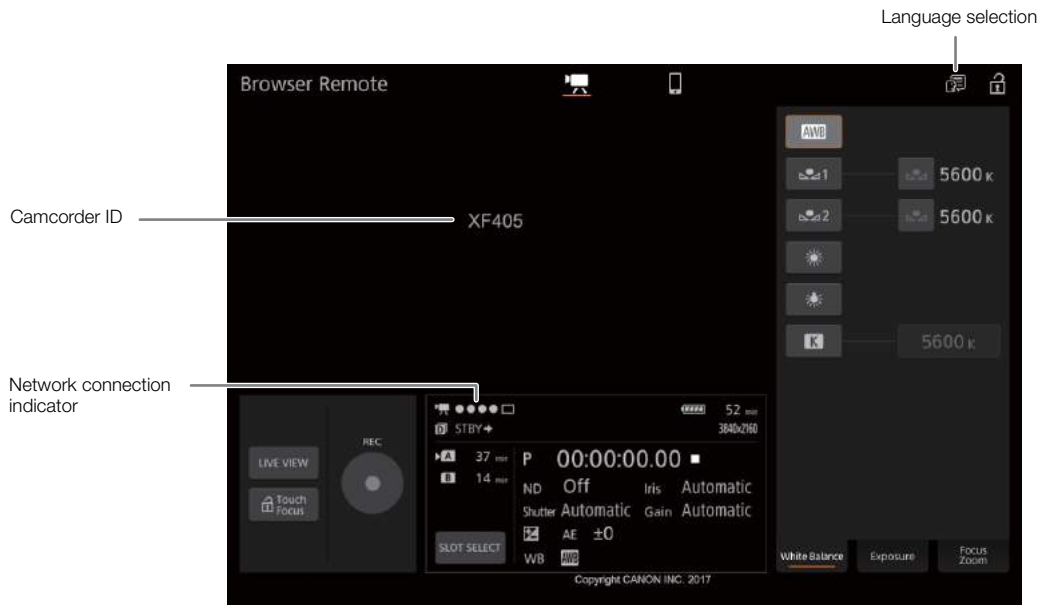 Language selection
Browser Remote
AWB
1 5600 K
Camcorder ID
XF405
2 5600 K
K 5600 K
Network connection
indicator
52 min
D STBY
3840x2160
REC
LIVE VIEW
Touch
Focus
A 37 min
B 14 min
P 00:00:00.00
ND Off Iris Automatic
Shutter Automatic Gain Automatic
AE ±0
SLOT SELECT
WB AWB
White Balance
Exposure
Focus
Zoom
Copyright CANON INC. 2017